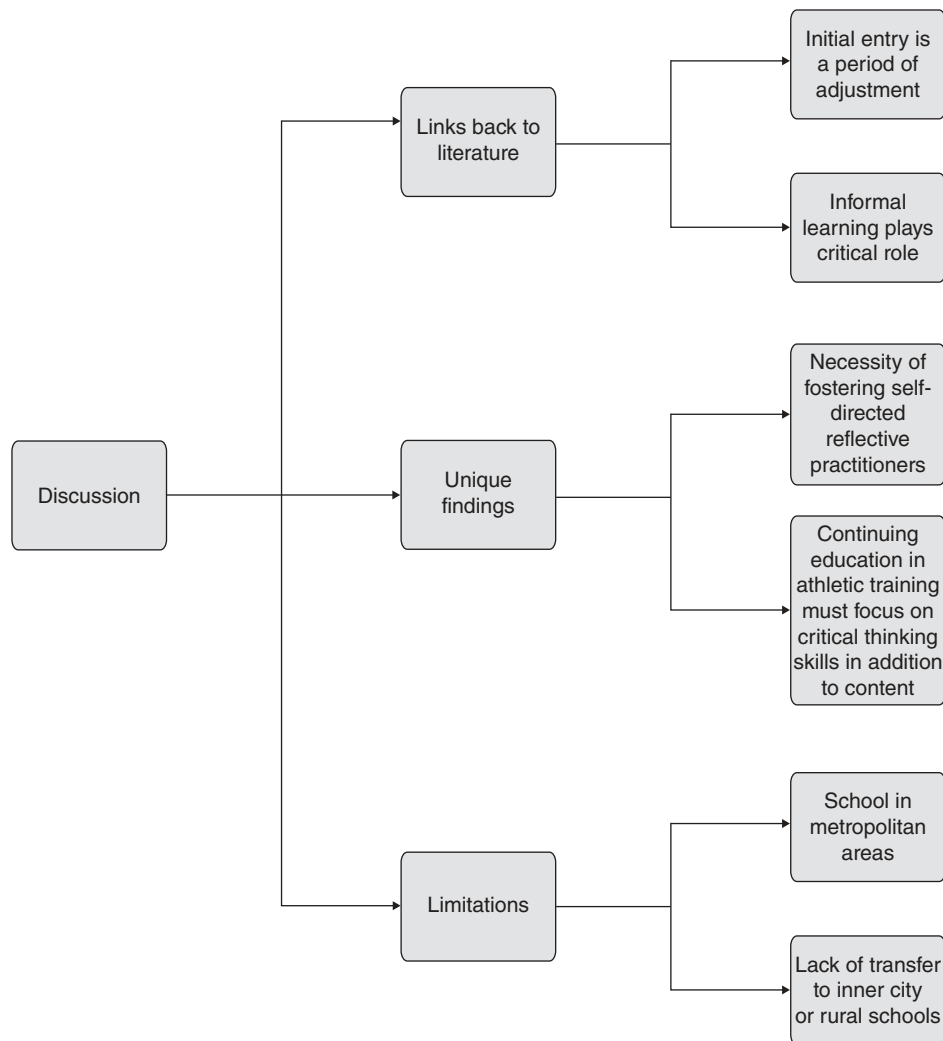 Discussion
Links back to
literature
Initial entry is
a period of
adjustment
Informal
learning plays
critical role
Unique
findings
Necessity of
fostering self-
directed
reflective
practitioners
Continuing
education in
athletic training
must focus on
critical thinking
skills in addition
to content
Limitations
School in
metropolitan
areas
Lack of transfer
to inner city
or rural schools